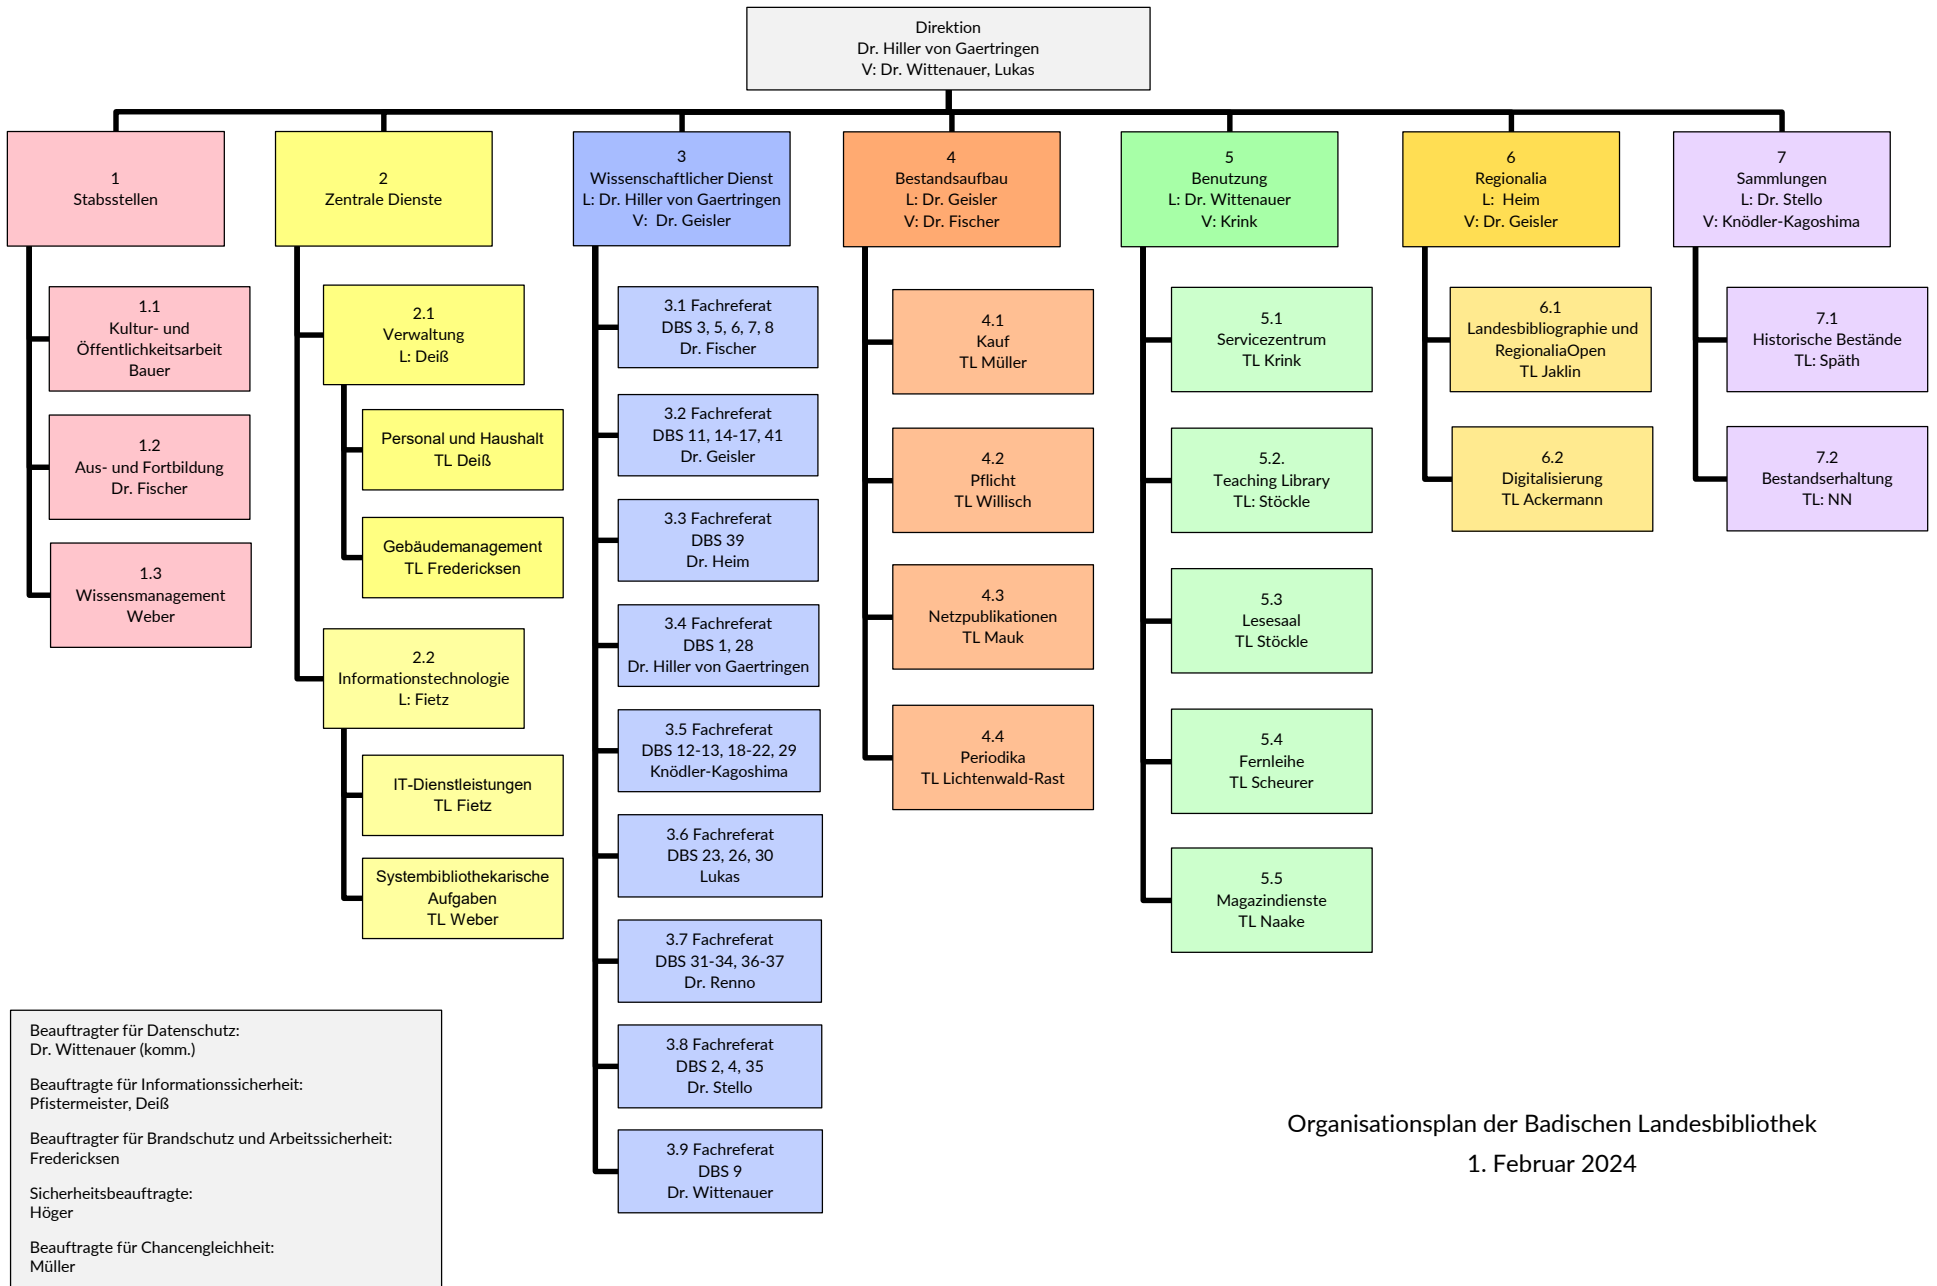 Direktion
Dr. Hiller von Gaertringen
V: Dr. Wittenauer, Lukas
1
Stabsstellen
1.1
Kultur- und
Öffentlichkeitsarbeit
Bauer
1.2
Aus- und Fortbildung
Dr. Fischer
1.3
Wissensmanagement
Weber
2
Zentrale Dienste
2.1
Verwaltung
L: Deiß
Personal und Haushalt
TL Deiß
Gebäudemanagement
TL Fredericksen
2.2
Informationstechnologie
L: Fietz
IT-Dienstleistungen
TL Fietz
Systembibliothekarische
Aufgaben
TL Weber
3
Wissenschaftlicher Dienst
L: Dr. Hiller von Gaertringen
V: Dr. Geisler
3.1 Fachreferat
DBS 3, 5, 6, 7, 8
Dr. Fischer
3.2 Fachreferat
DBS 11, 14-17, 41
Dr. Geisler
3.3 Fachreferat
DBS 39
Dr. Heim
3.4 Fachreferat
DBS 1, 28
Dr. Hiller von Gaertringen
3.5 Fachreferat
DBS 12-13, 18-22, 29
Knödler-Kagoshima
3.6 Fachreferat
DBS 23, 26, 30
Lukas
3.7 Fachreferat
DBS 31-34, 36-37
Dr. Renno
3.8 Fachreferat
DBS 2, 4, 35
Dr. Stello
3.9 Fachreferat
DBS 9
Dr. Wittenauer
4
Bestandsaufbau
L: Dr. Geisler
V: Dr. Fischer
4.1
Kauf
TL Müller
4.2
Pflicht
TL Willisch
4.3
Netzpublikationen
TL Mauk
4.4
Periodika
TL Lichtenwald-Rast
5
Benutzung
L: Dr. Wittenauer
V: Krink
5.1
Servicezentrum
TL Krink
5.2.
Teaching Library
TL: Stöckle
5.3
Lesesaal
TL Stöckle
5.4
Fernleihe
TL Scheurer
5.5
Magazindienste
TL Naake
6
Regionalia
L: Heim
V: Dr. Geisler
6.1
Landesbibliographie und
RegionaliaOpen
TL Jaklin
6.2
Digitalisierung
TL Ackermann
7
Sammlungen
L: Dr. Stello
V: Knödler-Kagoshima
7.1
Historische Bestände
TL: Späth
7.2
Bestandserhaltung
TL: NN
Beauftragter für Datenschutz:
Dr. Wittenauer (komm.)
Beauftragte für Informationssicherheit:
Pfistermeister, Deiß
Beauftragter für Brandschutz und Arbeitssicherheit:
Fredericksen
Sicherheitsbeauftragte:
Höger
Beauftragte für Chancengleichheit:
Müller
Organisationsplan der Badischen Landesbibliothek
1. Februar 2024